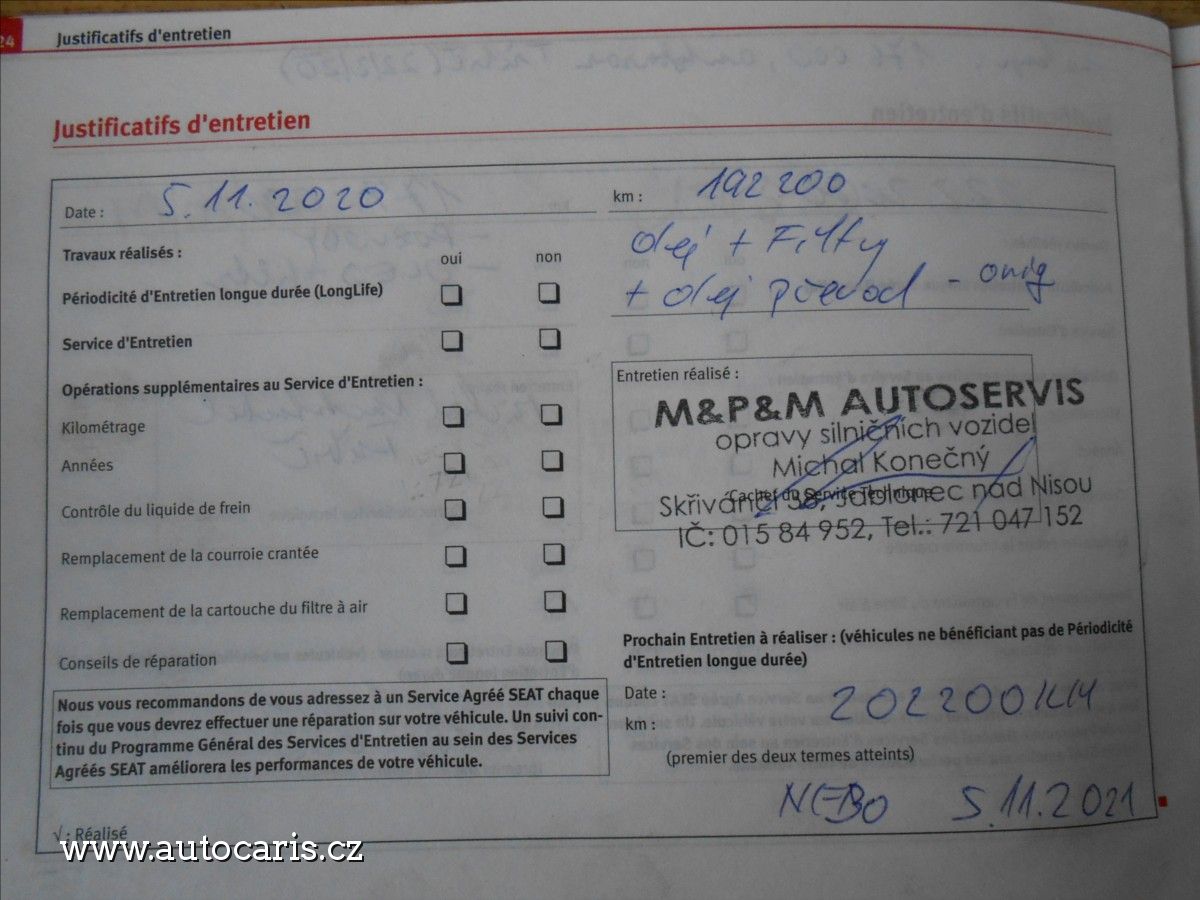 24 Justificatifs d'entretien
Justificatifs d'entretien
Date : 5.11.2020
km : 192 200
Travaux réalisés :
oui non
olej + Filtry
+ olej převod - orig
Périodicité d'Entretien longue durée (LongLife)
Service d'Entretien
Opérations supplémentaires au Service d'Entretien :
Kilométrage
Années
Contrôle du liquide de frein
Remplacement de la courroie crantée
Remplacement de la cartouche du filtre à air
Conseils de réparation
Entretien réalisé :
M&P&M AUTOSERVIS
opravy silničních vozidel
Michal Konečný
Cachet du Service Technique
Skřivánčí 58, Jablonec nad Nisou
IČ: 015 84 952, Tel.: 721 047 152
Prochain Entretien à réaliser : (véhicules ne bénéficiant pas de Périodicité
d'Entretien longue durée)
Date :
km : 202200KM
(premier des deux termes atteints)
NEBO 5.11.2021
Nous vous recommandons de vous adressez à un Service Agréé SEAT chaque
fois que vous devrez effectuer une réparation sur votre véhicule. Un suivi con-
tinu du Programme Général des Services d'Entretien au sein des Services
Agréés SEAT améliorera les performances de votre véhicule.
√ : Réalisé
www.autocaris.cz